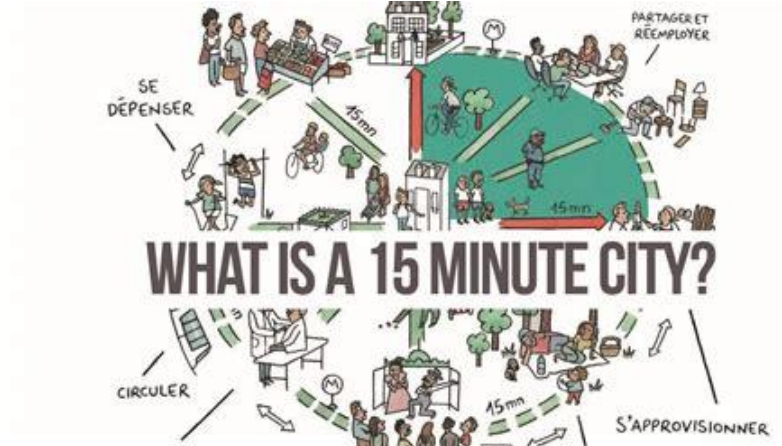 PARTAGER ET
RÉEMPLOYER
M
SE
DÉPENSER
15mn
15mn
WHAT IS A 15 MINUTE CITY?
CIRCULER
M
15mn
S'APPROVISIONNER